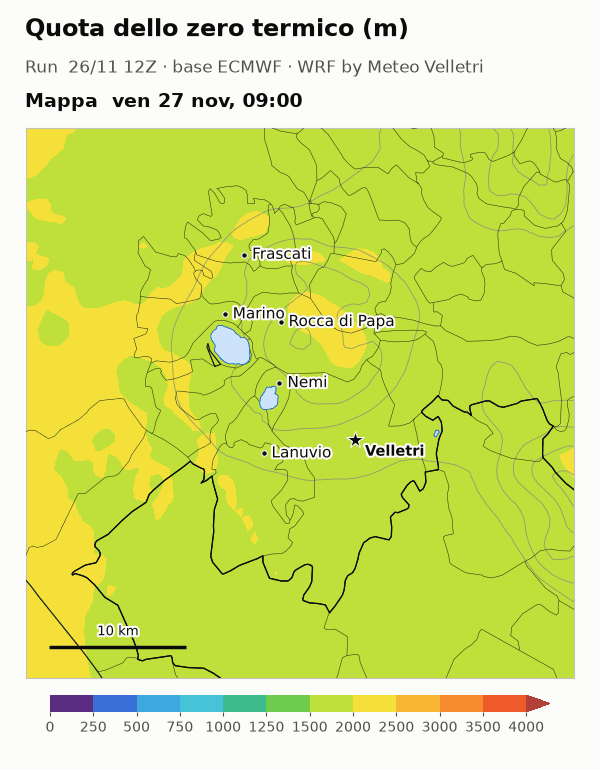 Quota dello zero termico (m)
Run  26/11 12Z · base ECMWF · WRF by Meteo Velletri
Mappa  ven 27 nov, 09:00
Frascati
Marino
Rocca di Papa
Nemi
Velletri
Lanuvio
10 km
0 250 500 750 1000 1250 1500 2000 2500 3000 3500 4000